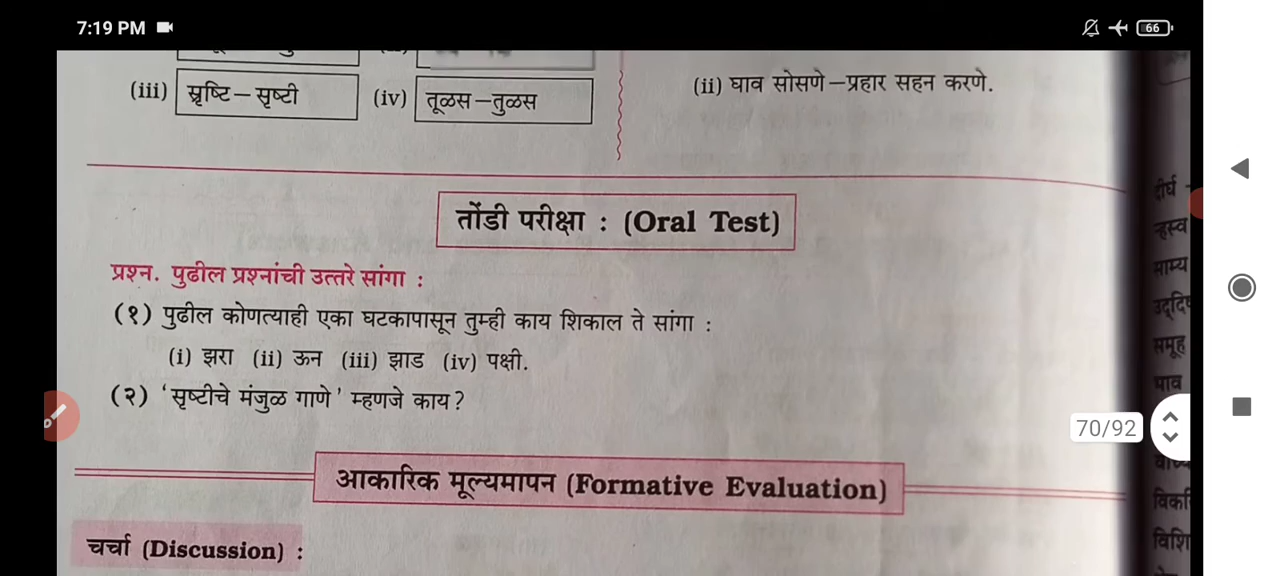 7:19 PM
66
(iii) सृष्टि–सृष्टी (iv) तूळस–तुळस
(ii) घाव सोसणे–प्रहार सहन करणे.
तोंडी परीक्षा : (Oral Test)
प्रश्न. पुढील प्रश्नांची उत्तरे सांगा :
(१) पुढील कोणत्याही एका घटकापासून तुम्ही काय शिकाल ते सांगा :
(i) झरा (ii) ऊन (iii) झाड (iv) पक्षी.
(२) 'सृष्टीचे मंजुळ गाणे' म्हणजे काय?
70/92
आकारिक मूल्यमापन (Formative Evaluation)
चर्चा (Discussion) :
दीर्घ
ऱ्हस्व
साम्य
समूह